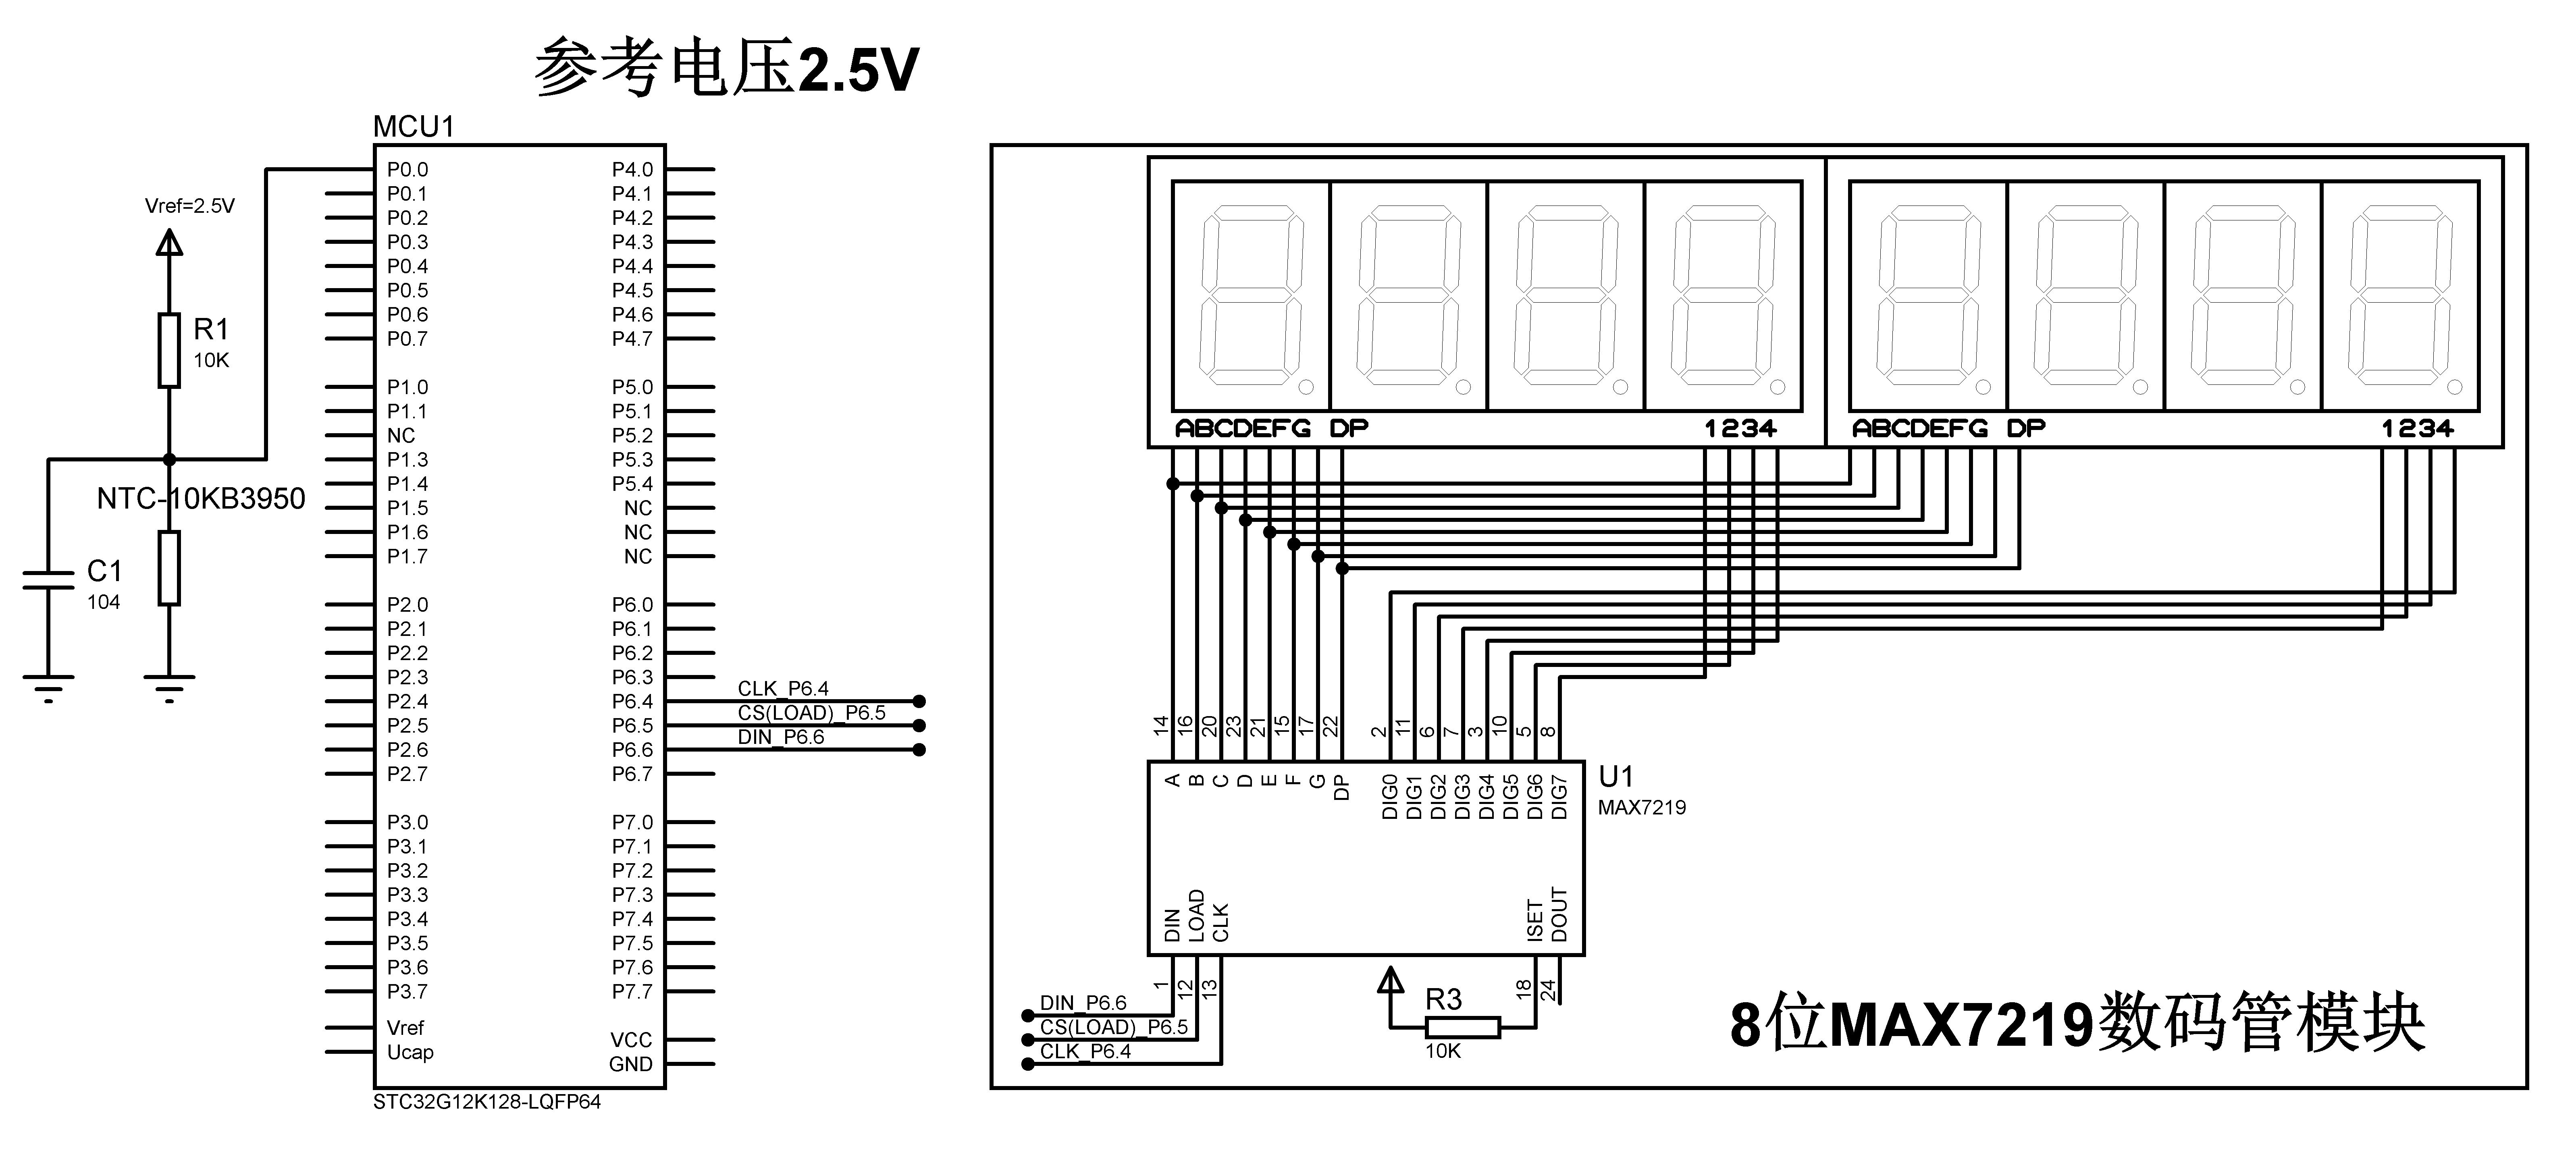 参考电压2.5V
MCU1
Vref=2.5V
R1
10K
NTC-10KB3950
C1
104
P0.0
P0.1
P0.2
P0.3
P0.4
P0.5
P0.6
P0.7
P1.0
P1.1
NC
P1.3
P1.4
P1.5
P1.6
P1.7
P2.0
P2.1
P2.2
P2.3
P2.4
P2.5
P2.6
P2.7
P3.0
P3.1
P3.2
P3.3
P3.4
P3.5
P3.6
P3.7
Vref
Ucap
P4.0
P4.1
P4.2
P4.3
P4.4
P4.5
P4.6
P4.7
P5.0
P5.1
P5.2
P5.3
P5.4
NC
NC
NC
P6.0
P6.1
P6.2
P6.3
P6.4
P6.5
P6.6
P6.7
P7.0
P7.1
P7.2
P7.3
P7.4
P7.5
P7.6
P7.7
VCC
GND
STC32G12K128-LQFP64
CLK_P6.4
CS(LOAD)_P6.5
DIN_P6.6
ABCDEFG DP
1234
ABCDEFG DP
1234
14
16
20
23
21
15
17
22
2
11
6
7
3
10
5
8
A
B
C
D
E
F
G
DP
DIG0
DIG1
DIG2
DIG3
DIG4
DIG5
DIG6
DIG7
U1
MAX7219
DIN
LOAD
CLK
ISET
DOUT
1
12
13
18
24
DIN_P6.6
CS(LOAD)_P6.5
CLK_P6.4
R3
10K
8位MAX7219数码管模块